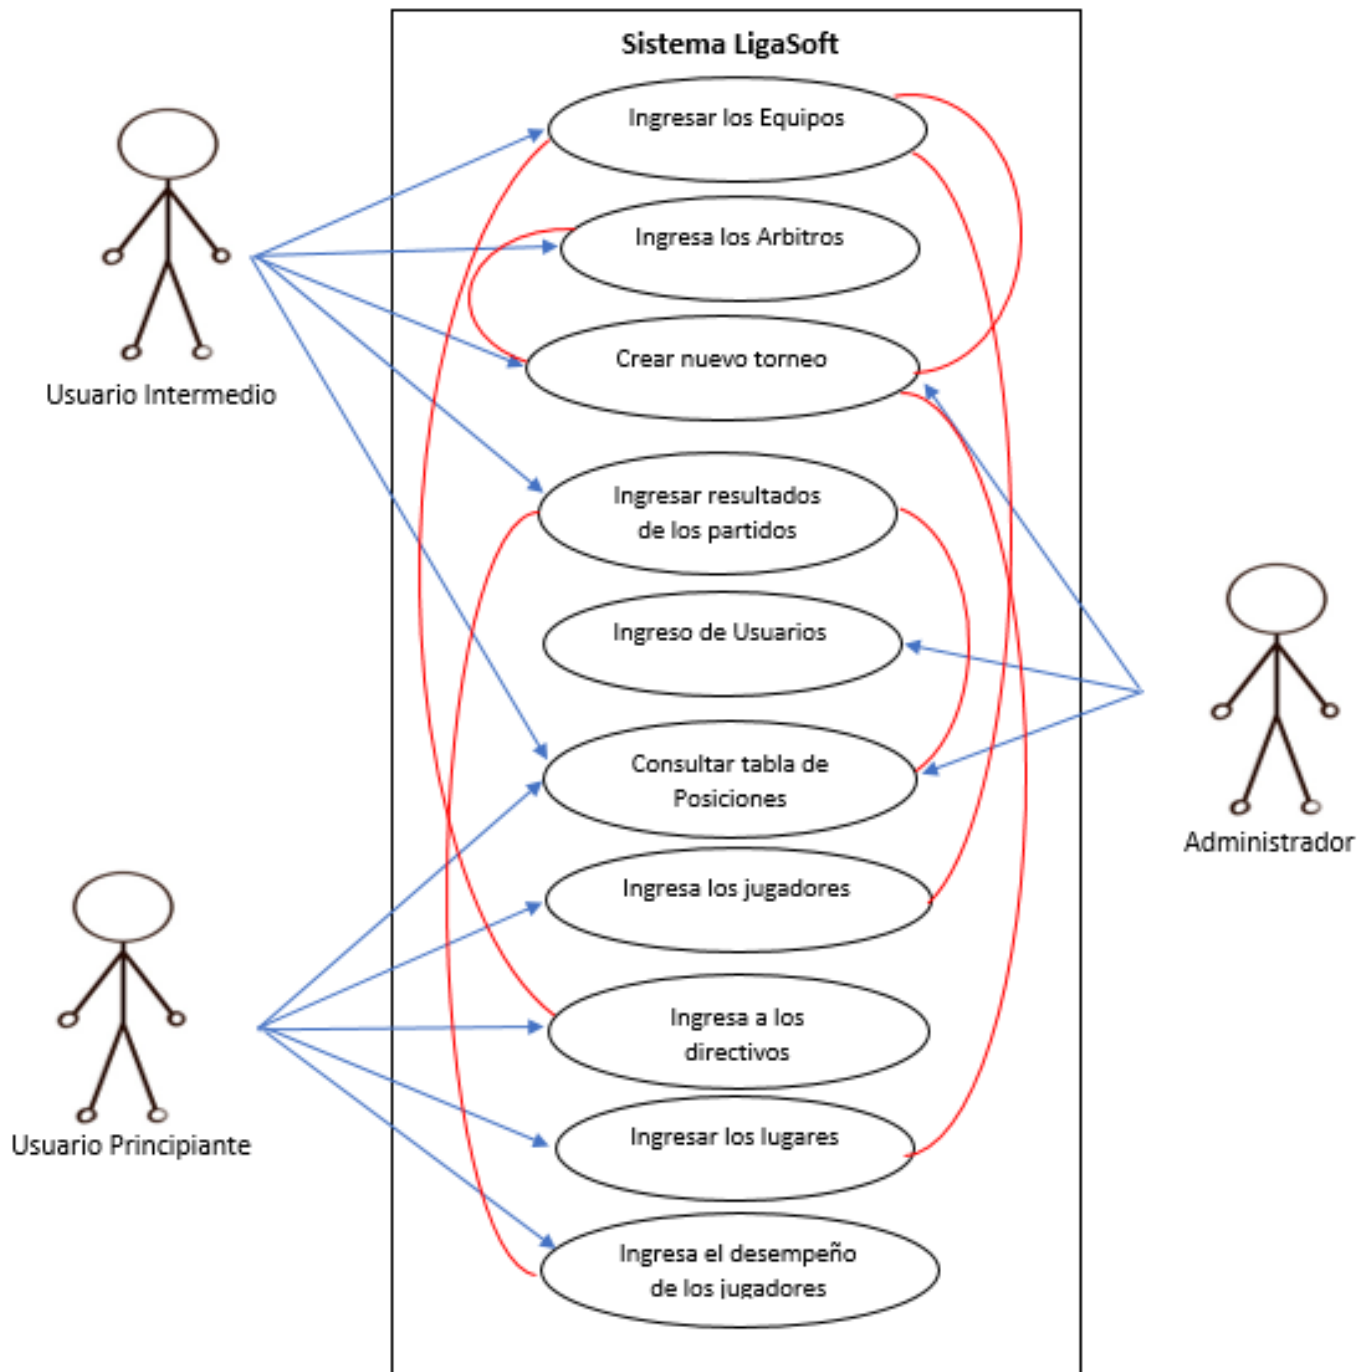 Sistema LigaSoft
Ingresar los Equipos
Ingresa los Arbitros
Crear nuevo torneo
Usuario Intermedio
Ingresar resultados
de los partidos
Ingreso de Usuarios
Consultar tabla de
Posiciones
Administrador
Ingresa los jugadores
Ingresa a los
directivos
Usuario Principiante
Ingresar los lugares
Ingresa el desempeño
de los jugadores